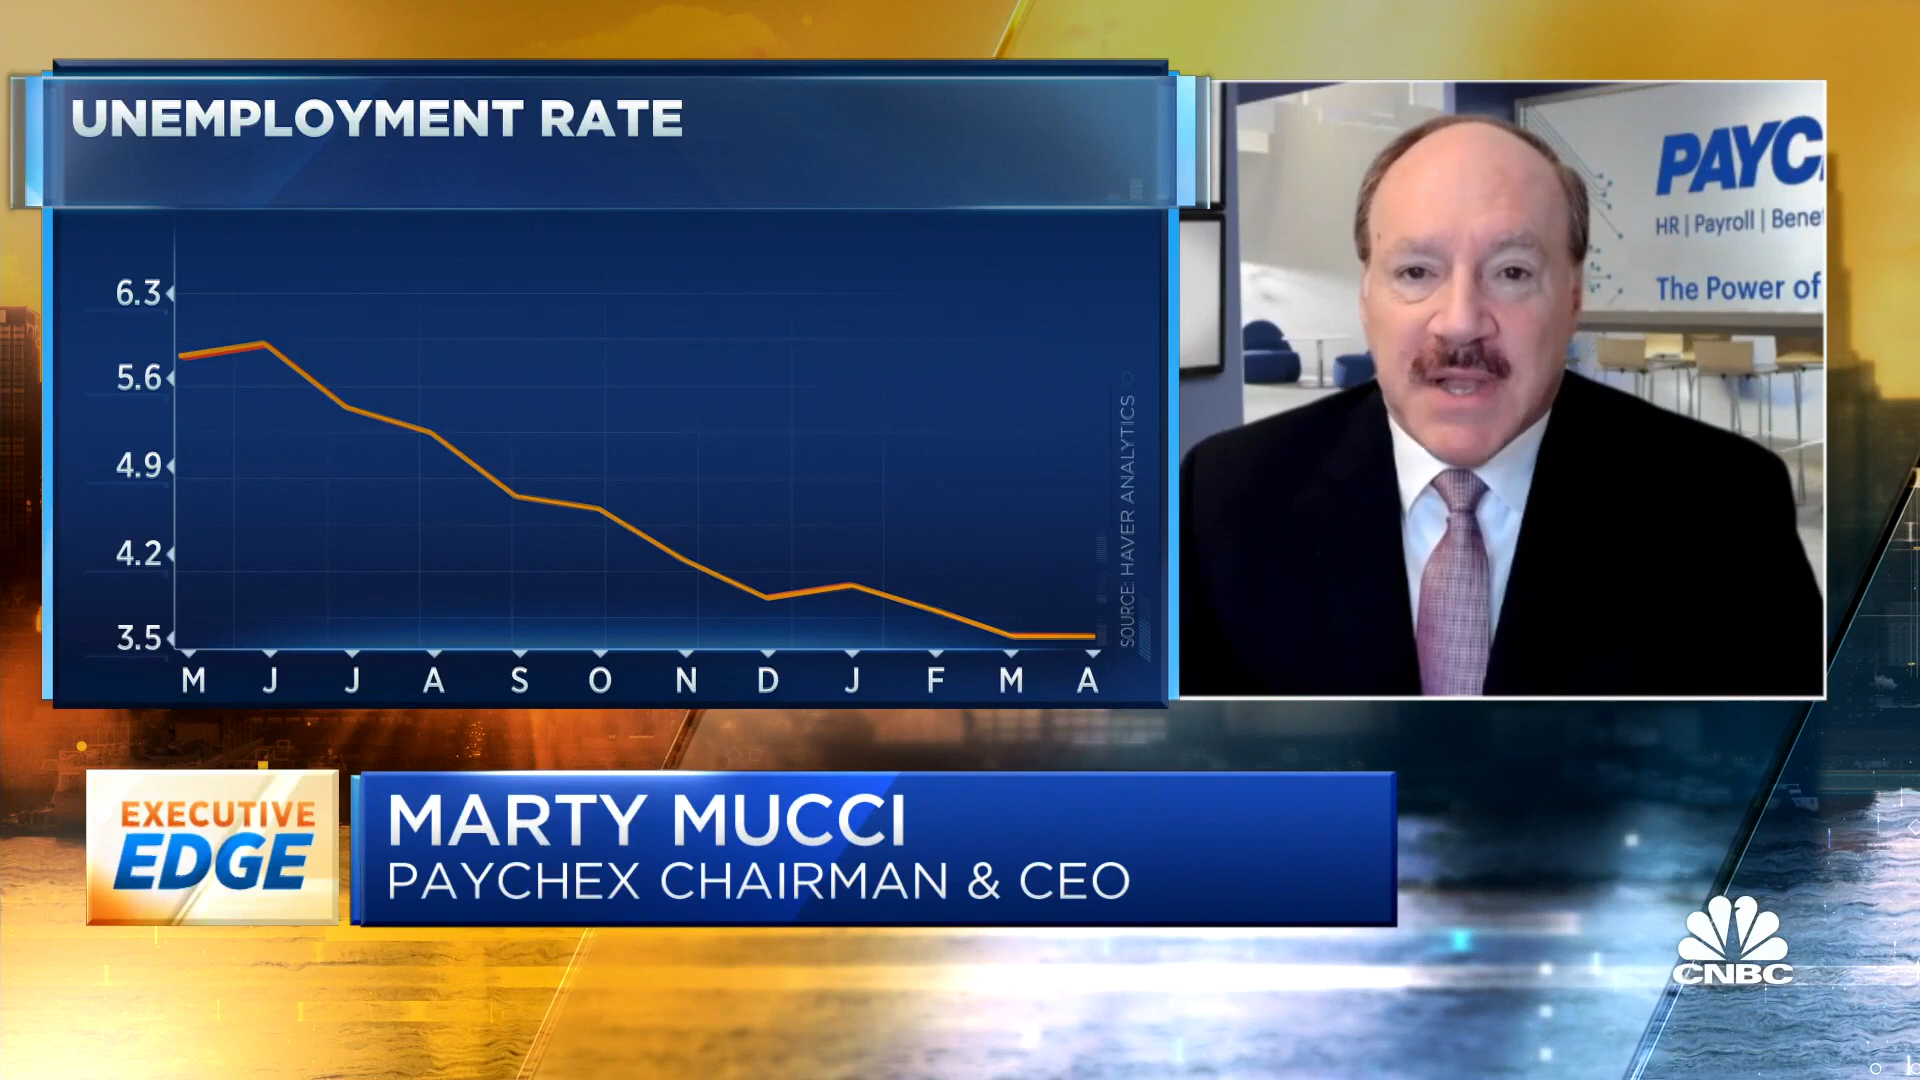 UNEMPLOYMENT RATE
6.3
5.6
4.9
4.2
3.5
M J J A S O N D J F M A
SOURCE: HAVER ANALYTICS
PAYC
HR | Payroll | Bene
The Power of
EXECUTIVE
EDGE
MARTY MUCCI
PAYCHEX CHAIRMAN & CEO
CNBC